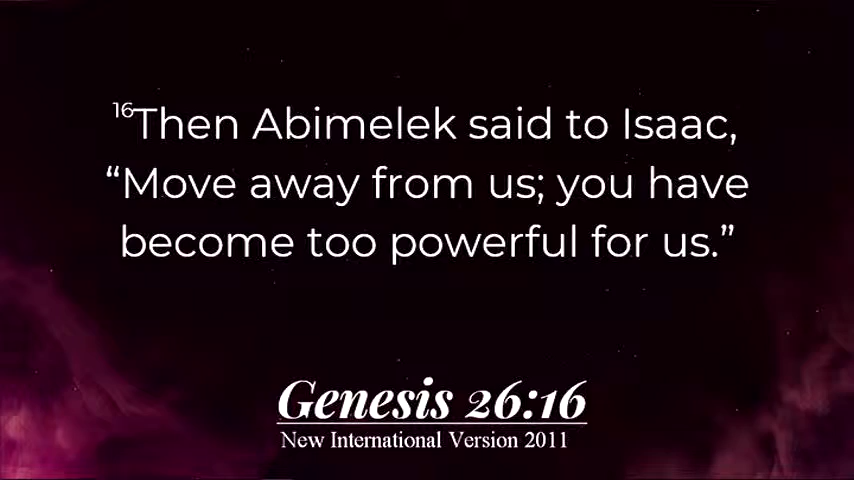 16Then Abimelek said to Isaac,
“Move away from us; you have
become too powerful for us.”
Genesis 26:16
New International Version 2011